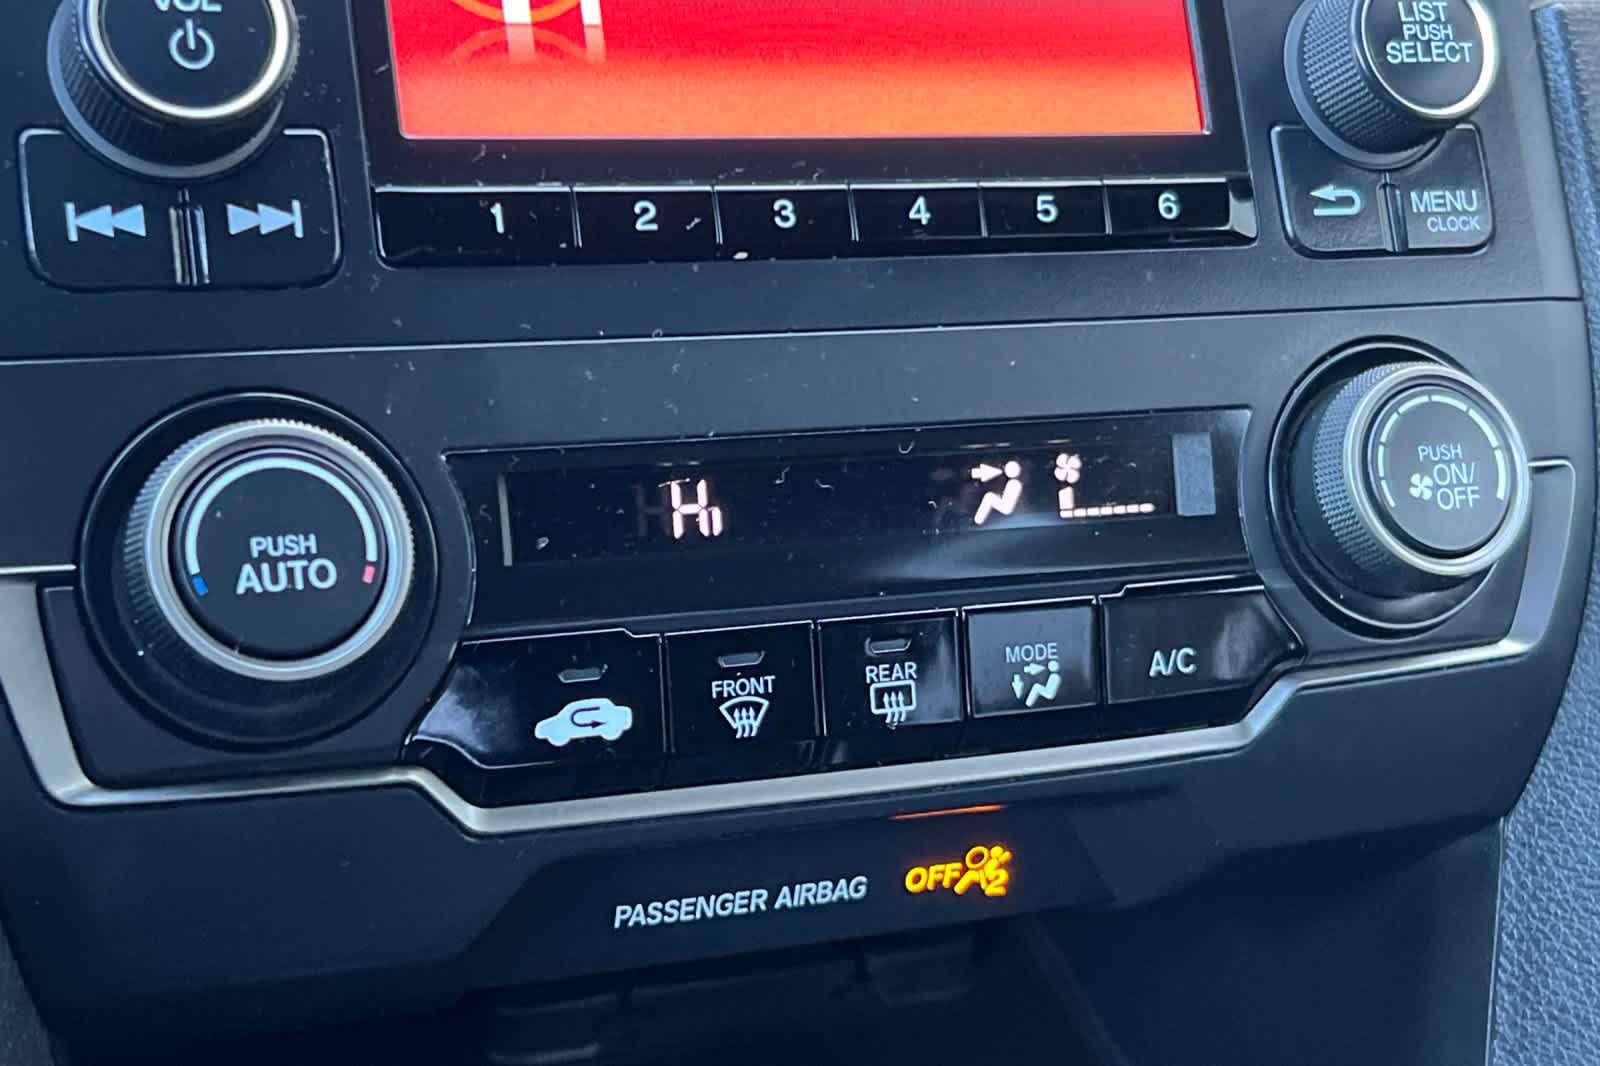 VOL
LIST
PUSH
SELECT
1 2 3 4 5 6
MENU
CLOCK
PUSH
AUTO
Hi
PUSH
ON/
OFF
FRONT
REAR
MODE
A/C
PASSENGER AIRBAG OFF 2